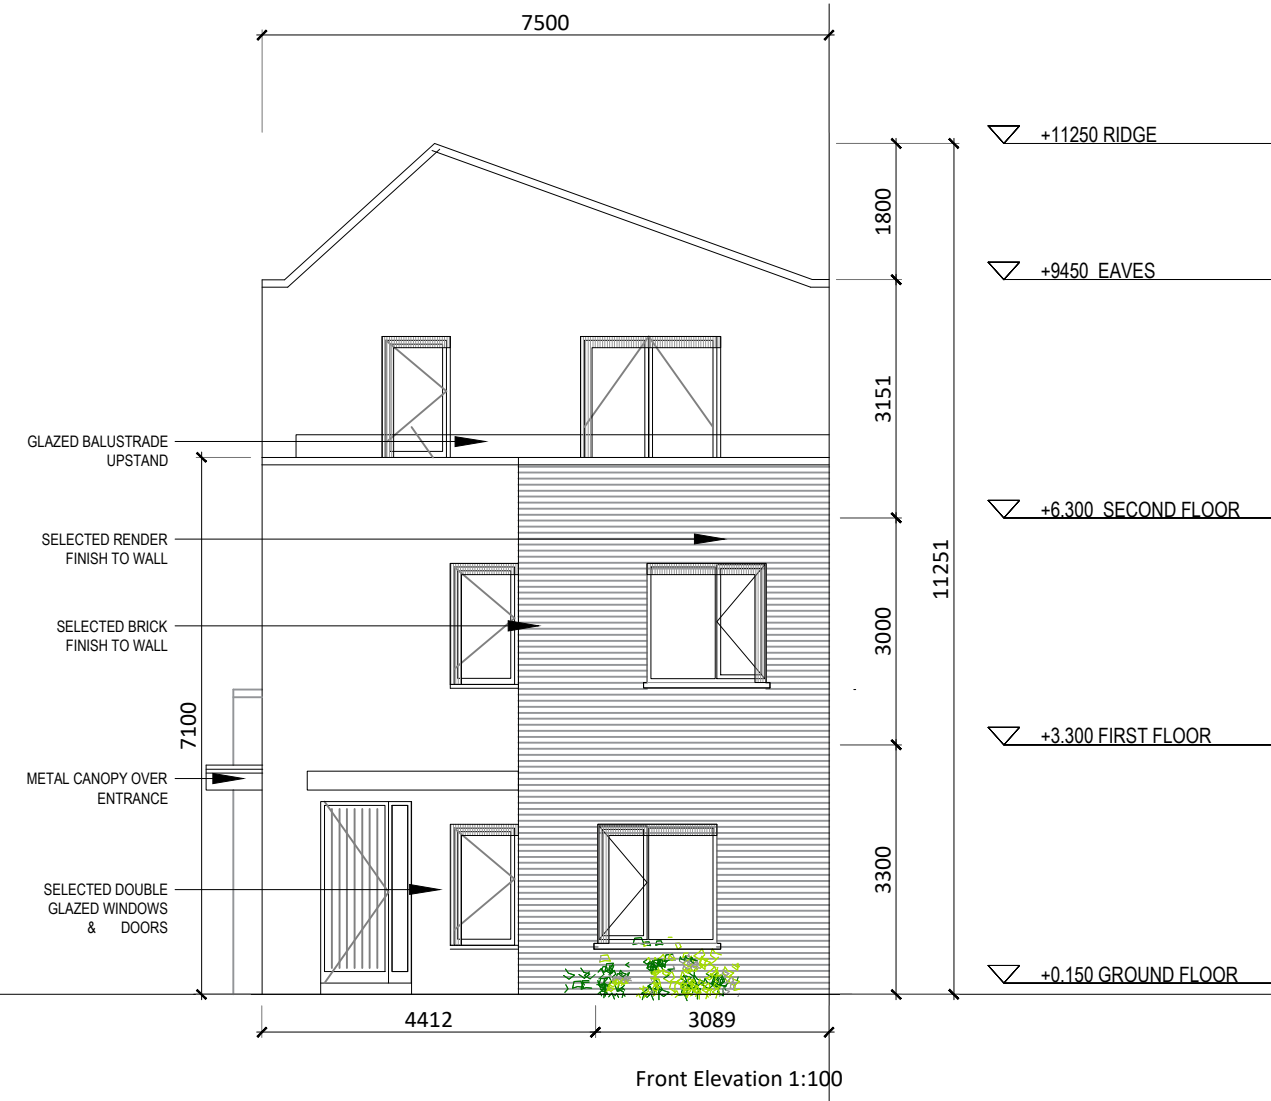 7500
+11250 RIDGE
1800
+9450 EAVES
3151
GLAZED BALUSTRADE
UPSTAND
+6.300 SECOND FLOOR
SELECTED RENDER
FINISH TO WALL
11251
SELECTED BRICK
FINISH TO WALL
3000
7100
+3.300 FIRST FLOOR
METAL CANOPY OVER
ENTRANCE
3300
SELECTED DOUBLE
GLAZED WINDOWS
& DOORS
+0.150 GROUND FLOOR
4412
3089
Front Elevation 1:100